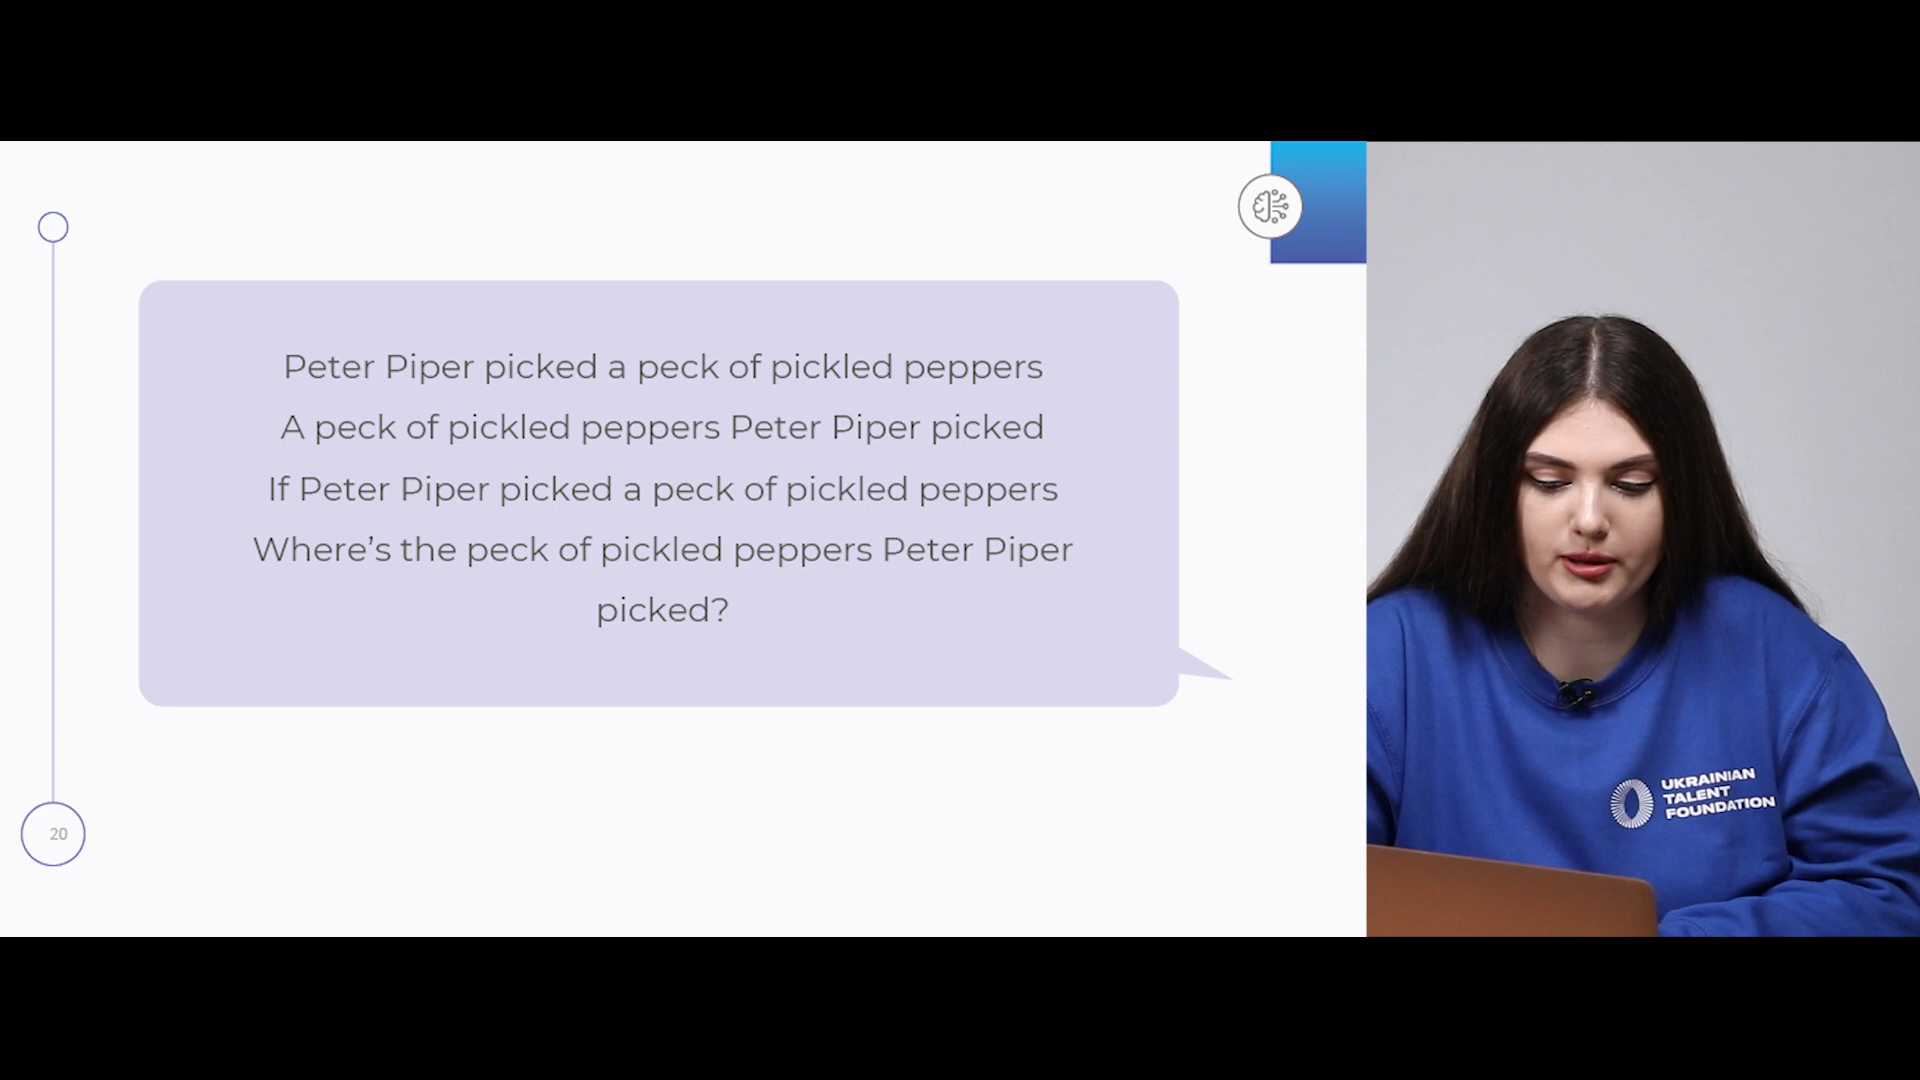 Peter Piper picked a peck of pickled peppers
A peck of pickled peppers Peter Piper picked
If Peter Piper picked a peck of pickled peppers
Where’s the peck of pickled peppers Peter Piper
picked?
20
UKRAINIAN
TALENT
FOUNDATION